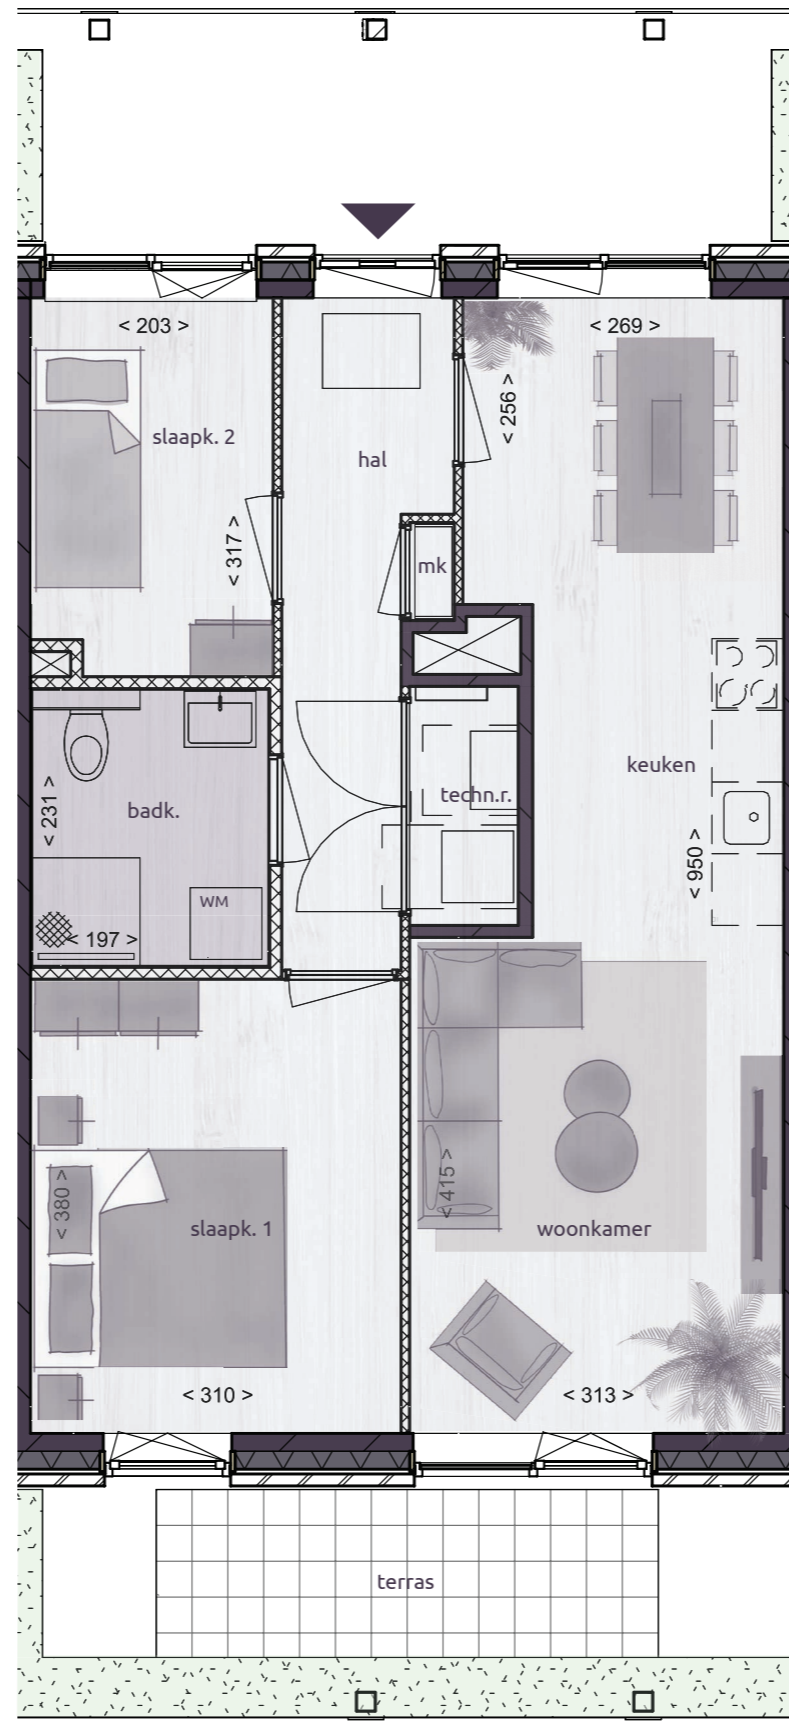 < 203 >
< 269 >
< 256 >
slaapk. 2
hal
< 317 >
mk
keuken
techn.r.
badk.
< 231 >
< 950 >
WM
< 197 >
< 380 >
< 415 >
slaapk. 1
woonkamer
< 310 >
< 313 >
terras